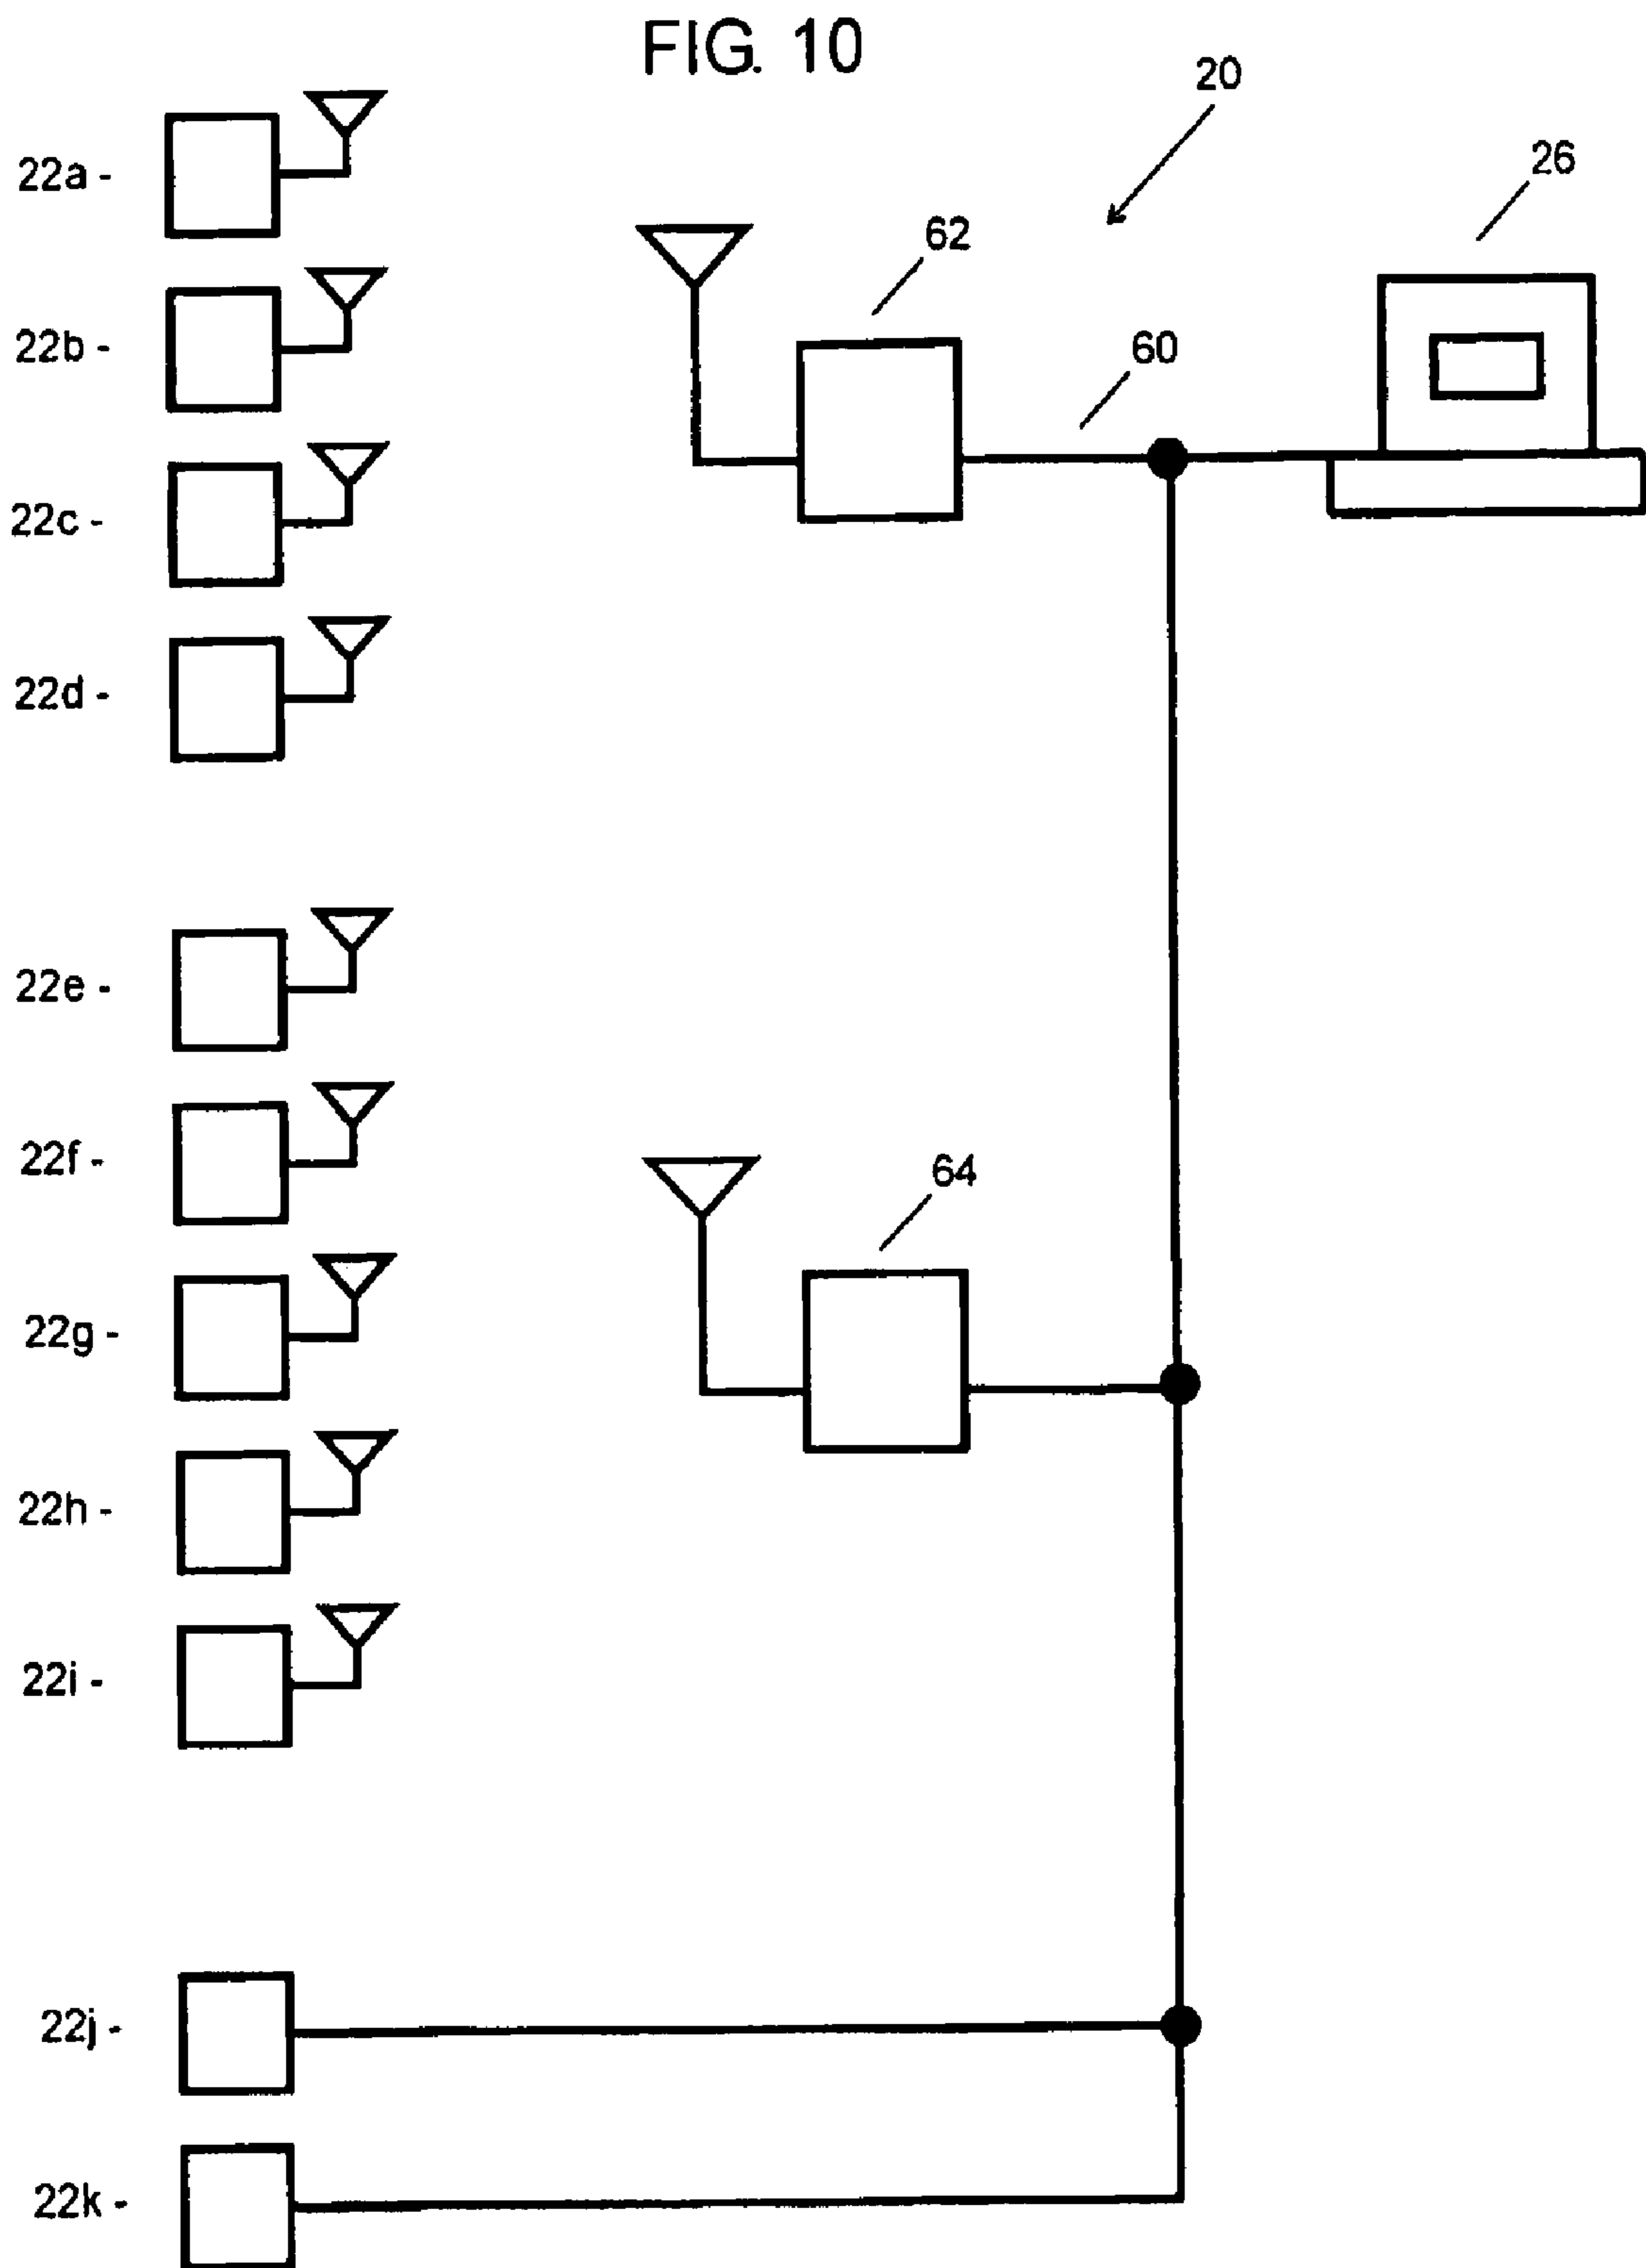 FIG. 10
20
22a -
26
62
22b -
60
22c -
22d -
22e -
22f -
64
22g -
22h -
22i -
22j -
22k -